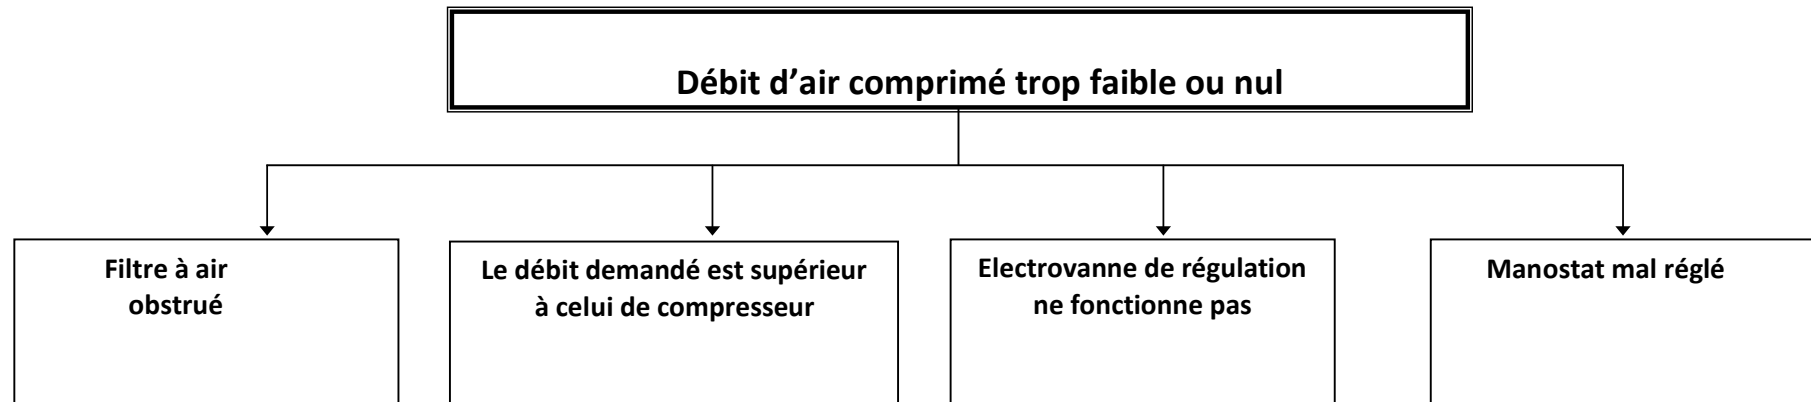 Débit d’air comprimé trop faible ou nul
Filtre à air
obstrué
Le débit demandé est supérieur
à celui de compresseur
Electrovanne de régulation
ne fonctionne pas
Manostat mal réglé